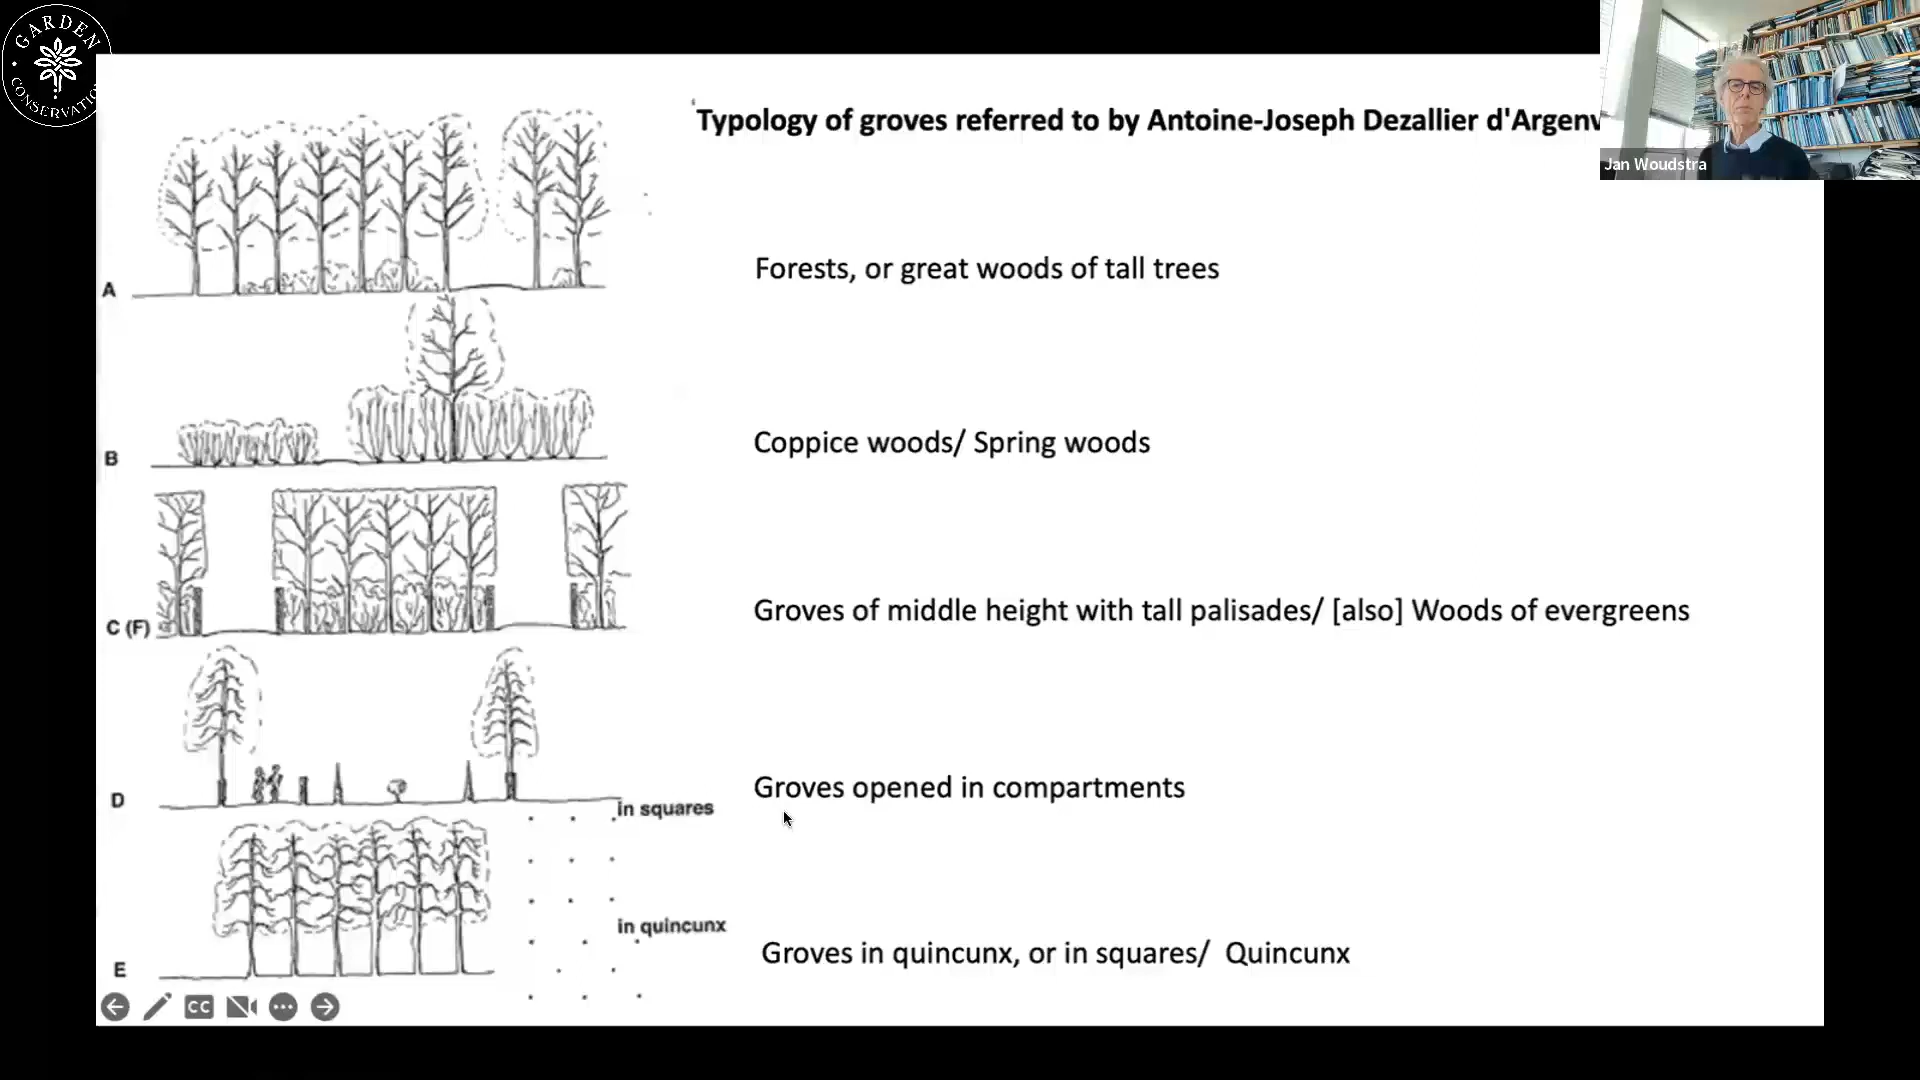 GARDEN
'Typology of groves referred to by Antoine-Joseph Dezallier d'Argenv
Jan Woudstra
A
Forests, or great woods of tall trees
B
Coppice woods/ Spring woods
C (F)
Groves of middle height with tall palisades/ [also] Woods of evergreens
D
Groves opened in compartments
in squares
in quincunx
E
Groves in quincunx, or in squares/ Quincunx
CC